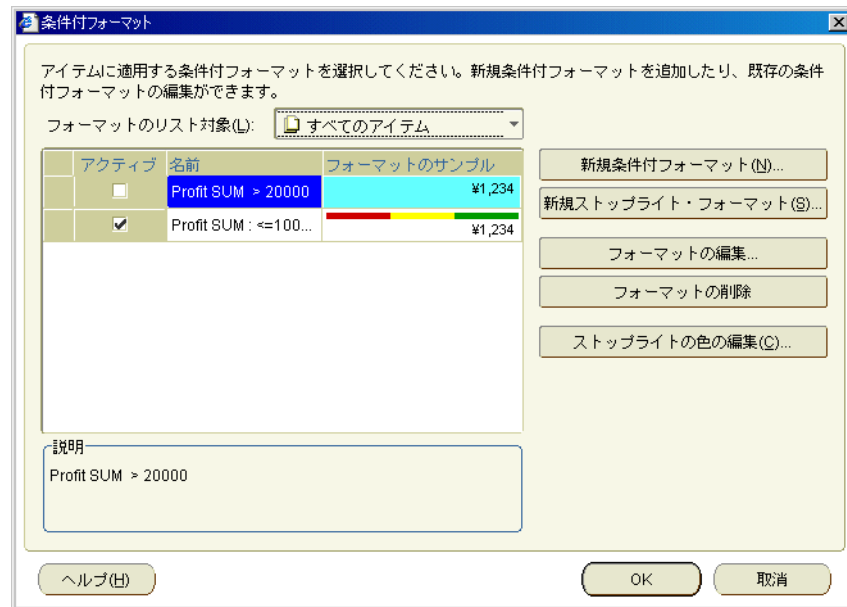 条件付フォーマット
アイテムに適用する条件付フォーマットを選択してください。新規条件付フォーマットを追加したり、既存の条件
付フォーマットの編集ができます。
フォーマットのリスト対象(L): すべてのアイテム
アクティブ 名前 フォーマットのサンプル
Profit SUM > 20000 ¥1,234
Profit SUM : <=100... ¥1,234
新規条件付フォーマット(N)...
新規ストップライト・フォーマット(S)...
フォーマットの編集...
フォーマットの削除
ストップライトの色の編集(C)...
説明
Profit SUM > 20000
ヘルプ(H) OK 取消